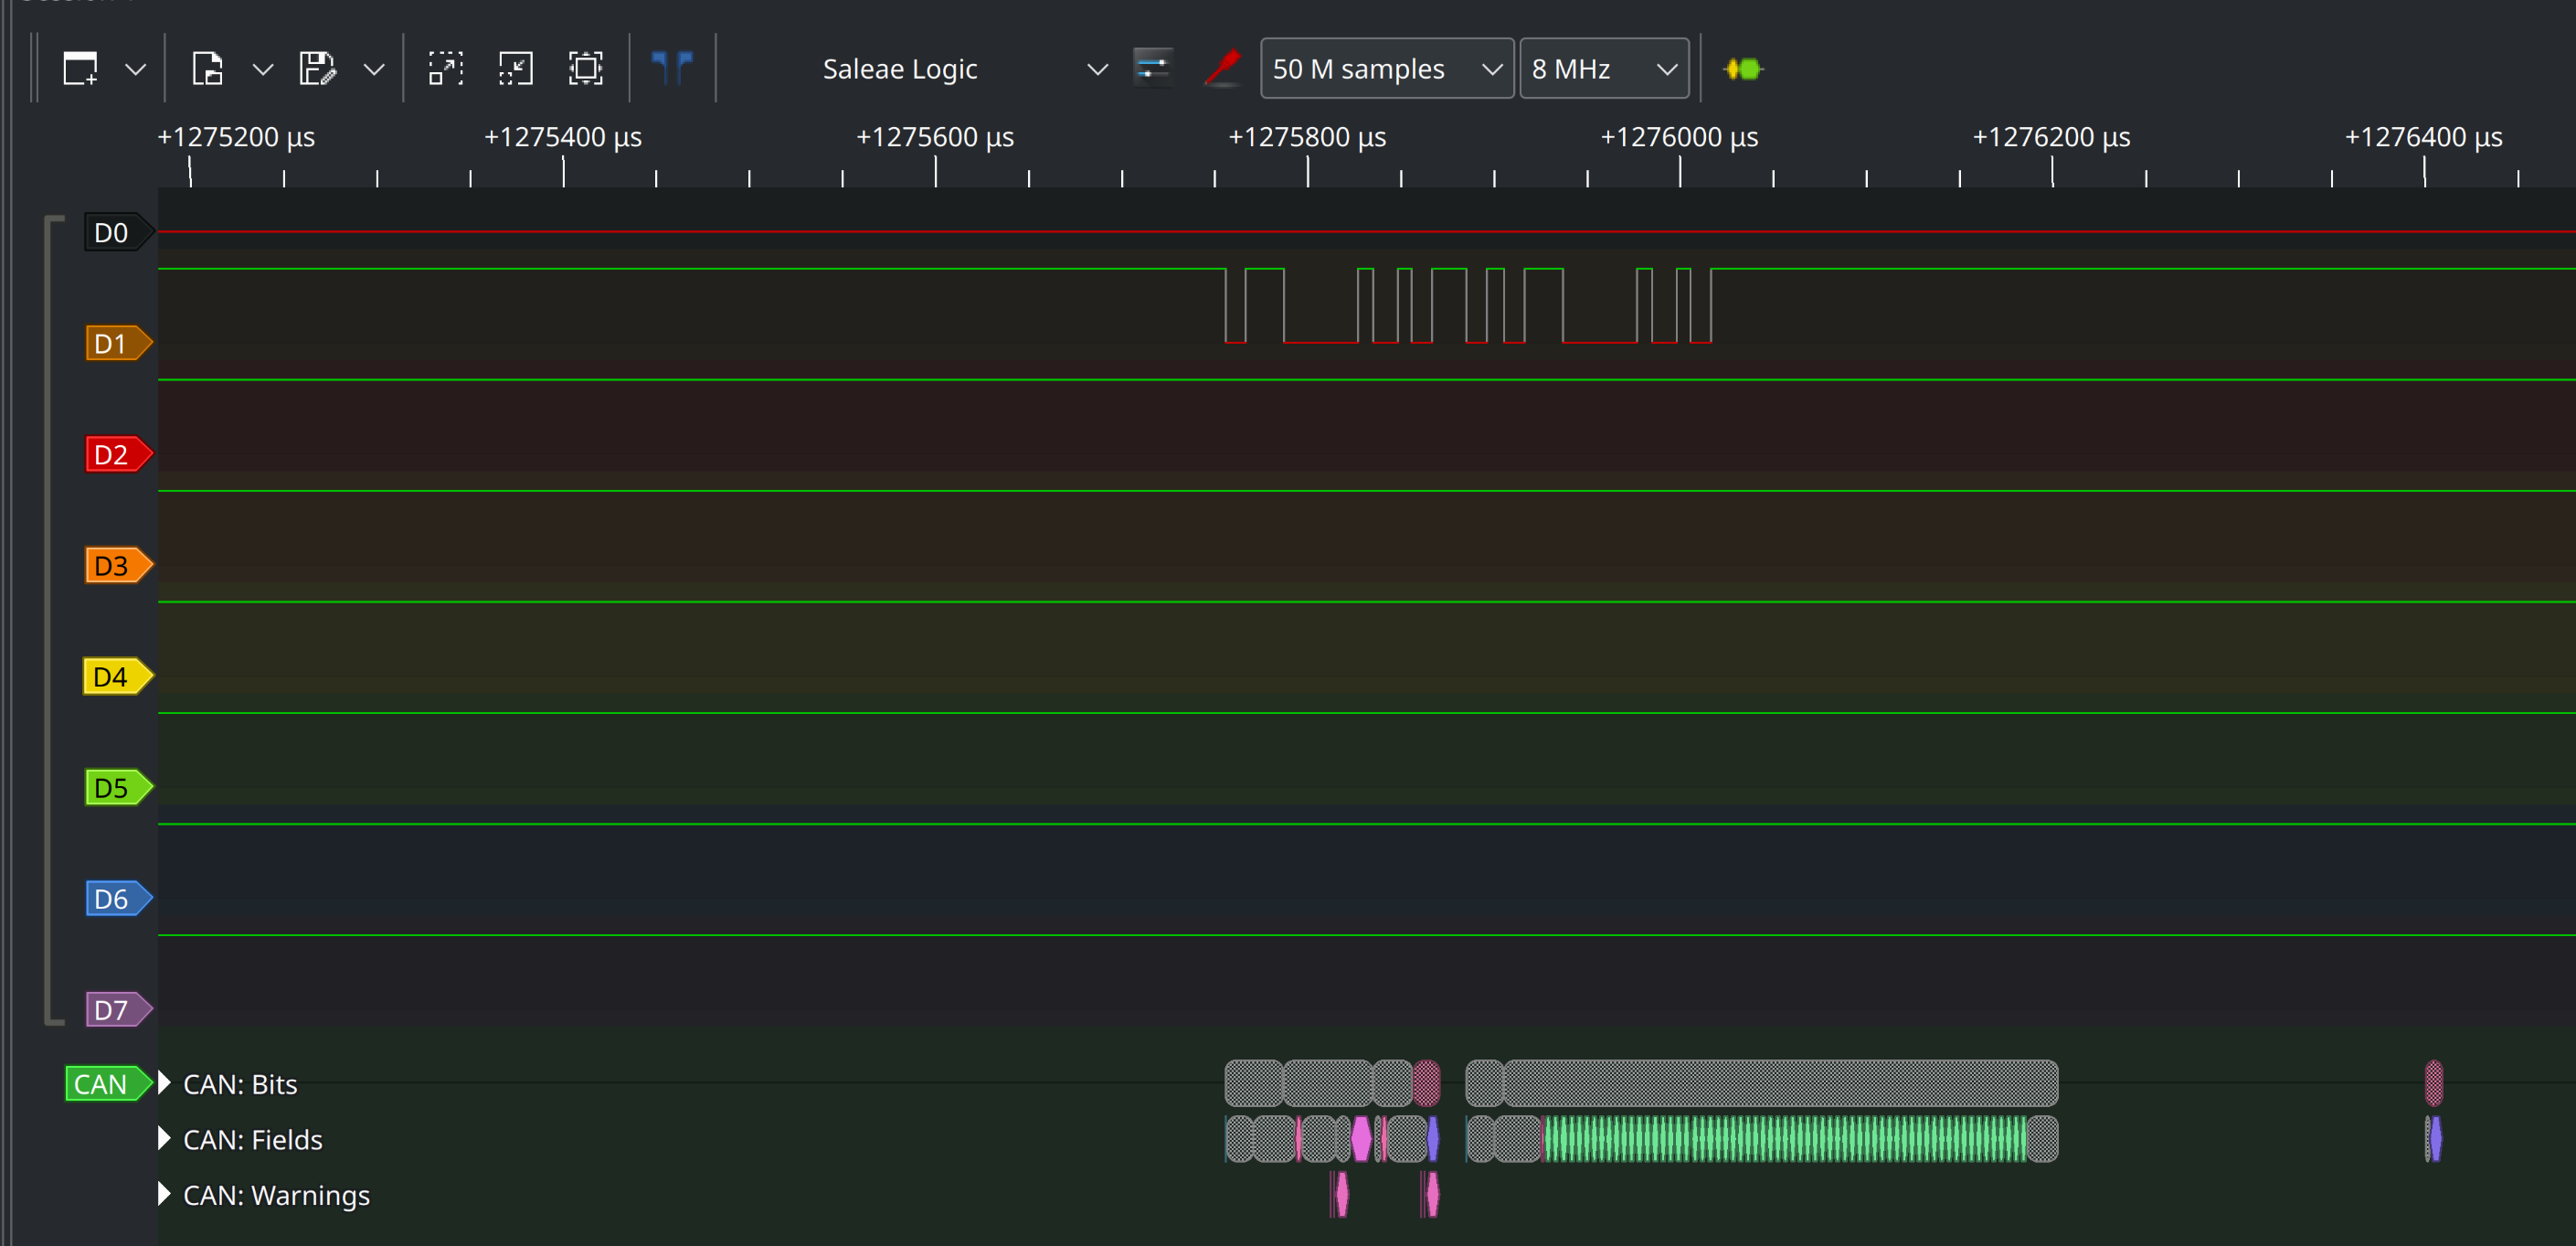 Saleae Logic 50 M samples 8 MHz
+1275200 µs +1275400 µs +1275600 µs +1275800 µs +1276000 µs +1276200 µs +1276400 µs
D0
D1
D2
D3
D4
D5
D6
D7
CAN CAN: Bits
CAN: Fields
CAN: Warnings